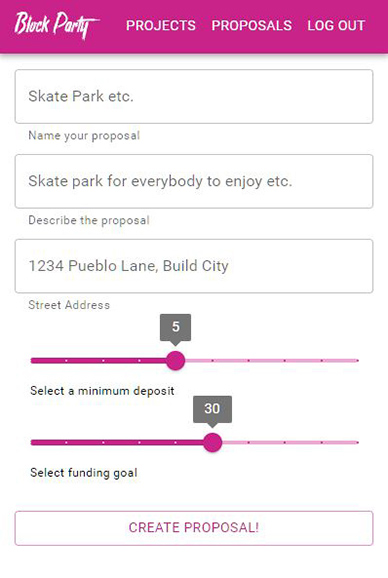 Block Party PROJECTS PROPOSALS LOG OUT
Skate Park etc.
Name your proposal
Skate park for everybody to enjoy etc.
Describe the proposal
1234 Pueblo Lane, Build City
Street Address
5
Select a minimum deposit
30
Select funding goal
CREATE PROPOSAL!